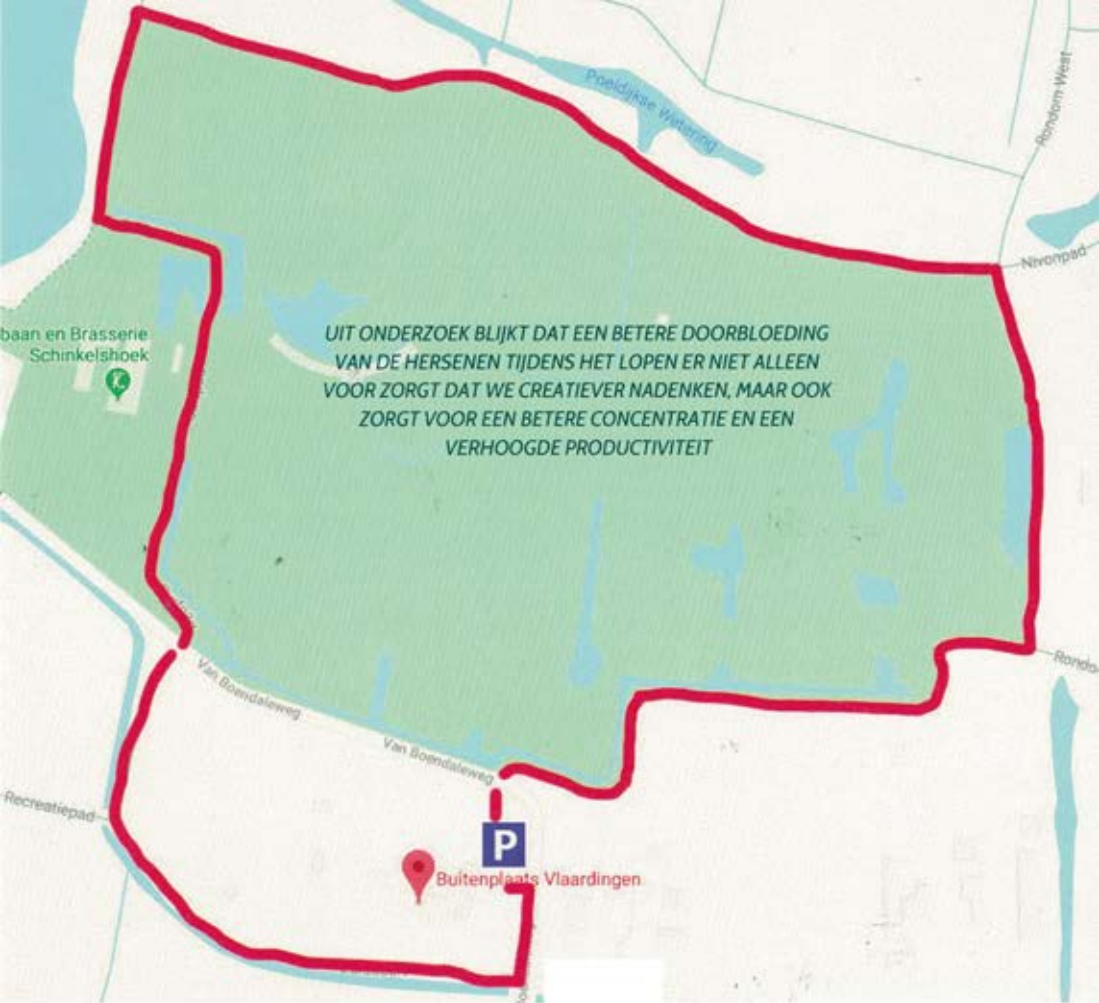 Poeldijkse Wetering
Rondom West
Nivonpad
UIT ONDERZOEK BLIJKT DAT EEN BETERE DOORBLOEDING
VAN DE HERSENEN TIJDENS HET LOPEN ER NIET ALLEEN
VOOR ZORGT DAT WE CREATIEVER NADENKEN, MAAR OOK
ZORGT VOOR EEN BETERE CONCENTRATIE EN EEN
VERHOOGDE PRODUCTIVITEIT
baan en Brasserie
Schinkelshoek
Rondo
Van Boendaleweg
Van Boendaleweg
Recreatiepad
P
Buitenplaats Vlaardingen